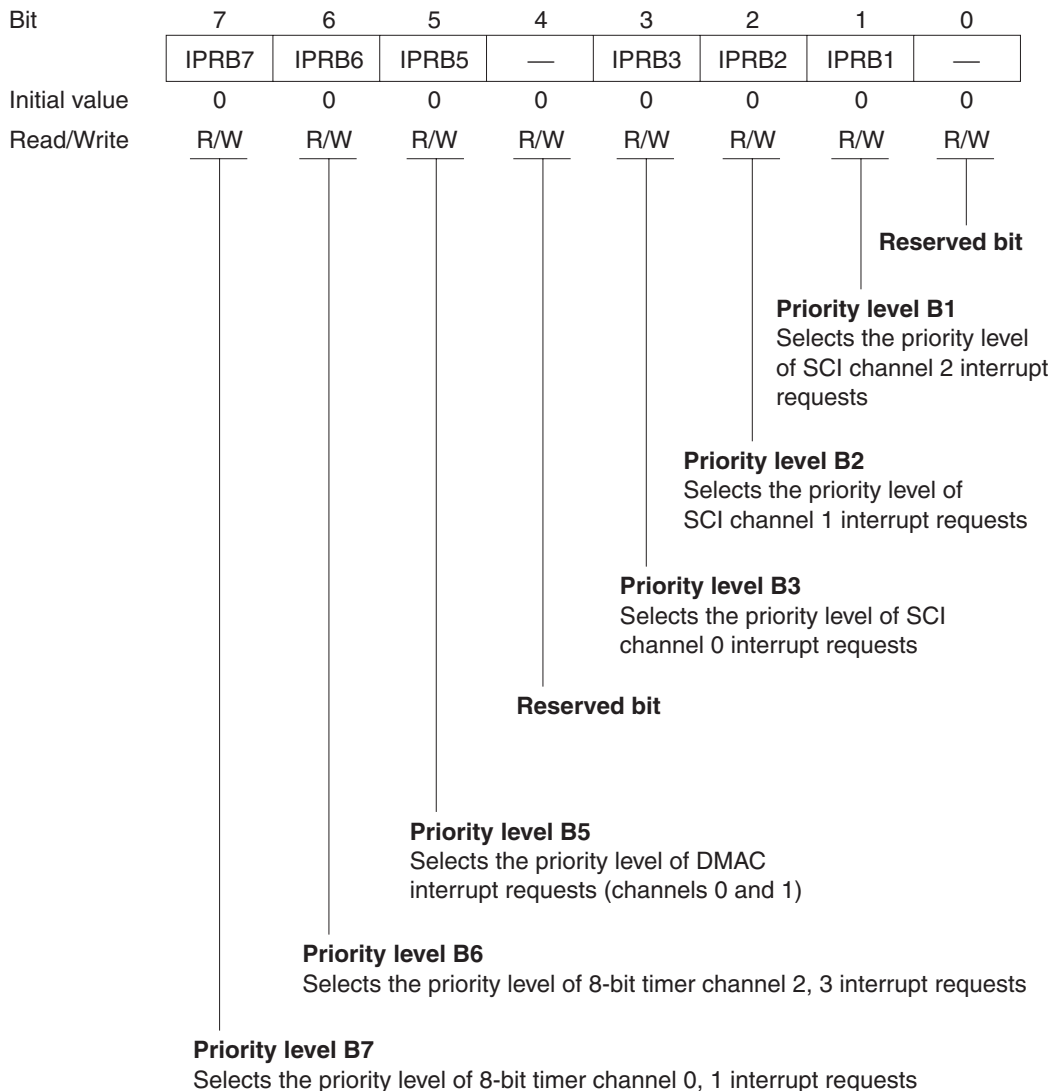 Bit 7 6 5 4 3 2 1 0
IPRB7 IPRB6 IPRB5 — IPRB3 IPRB2 IPRB1 —
Initial value 0 0 0 0 0 0 0 0
Read/Write R/W R/W R/W R/W R/W R/W R/W R/W
Reserved bit
Priority level B1
Selects the priority level
of SCI channel 2 interrupt
requests
Priority level B2
Selects the priority level of
SCI channel 1 interrupt requests
Priority level B3
Selects the priority level of SCI
channel 0 interrupt requests
Reserved bit
Priority level B5
Selects the priority level of DMAC
interrupt requests (channels 0 and 1)
Priority level B6
Selects the priority level of 8-bit timer channel 2, 3 interrupt requests
Priority level B7
Selects the priority level of 8-bit timer channel 0, 1 interrupt requests